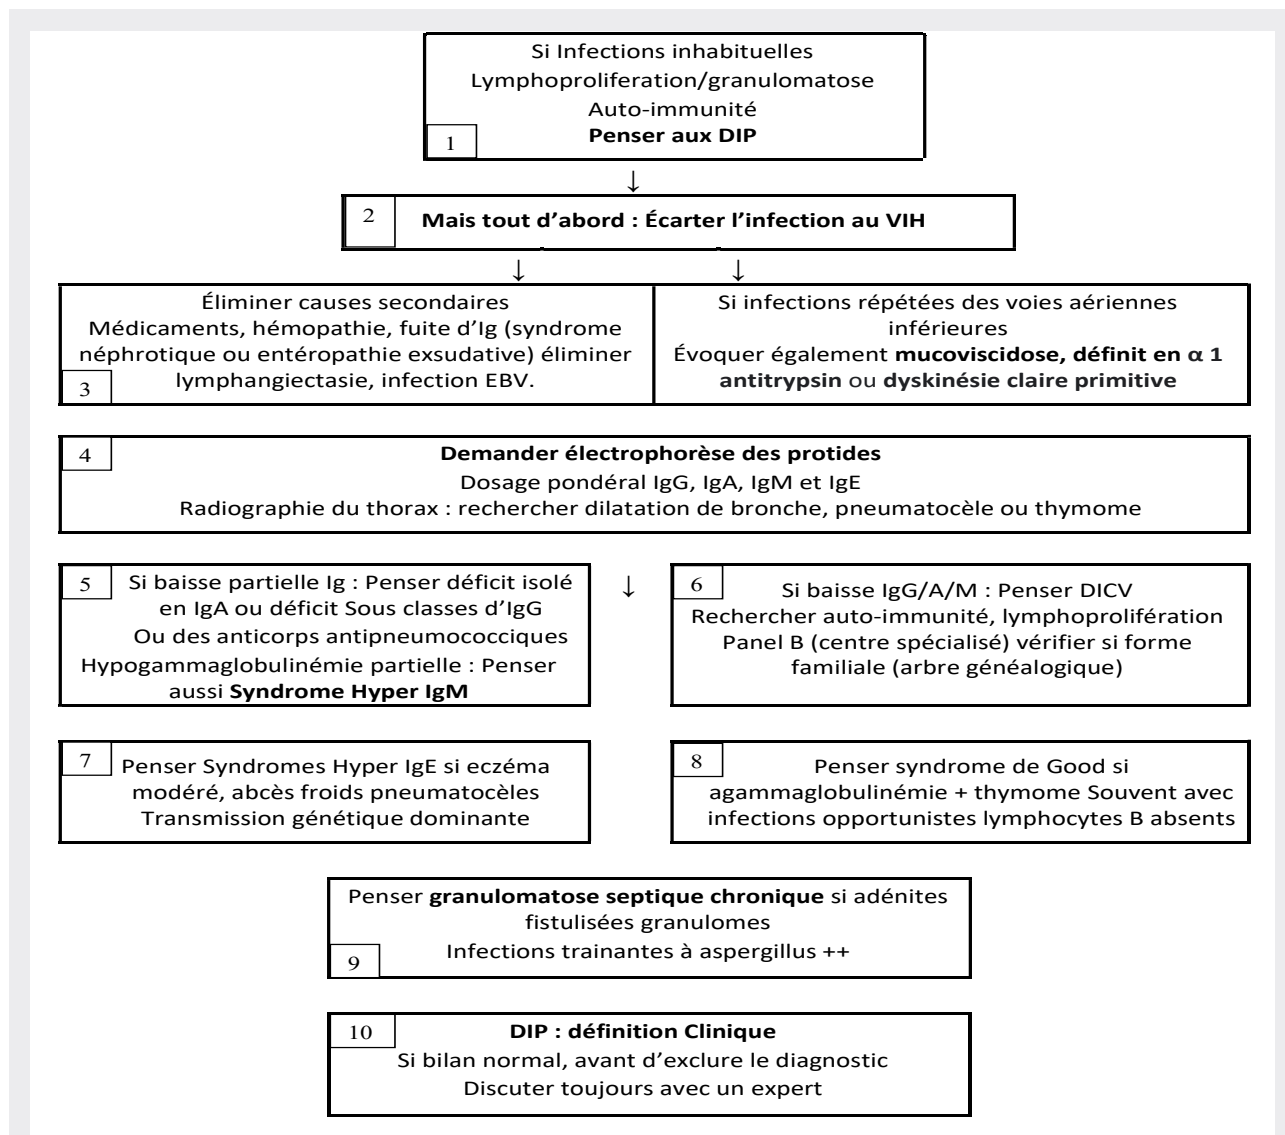 Si Infections inhabituelles
Lymphoproliferation/granulomatose
Auto-immunité
1 Penser aux DIP
↓
2 Mais tout d’abord : Écarter l’infection au VIH
↓ ↓
Éliminer causes secondaires
Médicaments, hémopathie, fuite d’Ig (syndrome
néphrotique ou entéropathie exsudative) éliminer
lymphangiectasie, infection EBV.
3
Si infections répétées des voies aériennes
inférieures
Évoquer également mucoviscidose, définit en α 1
antitrypsin ou dyskinésie claire primitive
4 Demander électrophorèse des protides
Dosage pondéral IgG, IgA, IgM et IgE
Radiographie du thorax : rechercher dilatation de bronche, pneumatocèle ou thymome
5 Si baisse partielle Ig : Penser déficit isolé
en IgA ou déficit Sous classes d’IgG
Ou des anticorps antipneumococciques
Hypogammaglobulinémie partielle : Penser
aussi Syndrome Hyper IgM
↓
6 Si baisse IgG/A/M : Penser DICV
Rechercher auto-immunité, lymphoprolifération
Panel B (centre spécialisé) vérifier si forme
familiale (arbre généalogique)
7 Penser Syndromes Hyper IgE si eczéma
modéré, abcès froids pneumatocèles
Transmission génétique dominante
8 Penser syndrome de Good si
agammaglobulinémie + thymome Souvent avec
infections opportunistes lymphocytes B absents
Penser granulomatose septique chronique si adénites
fistulisées granulomes
9 Infections trainantes à aspergillus ++
10 DIP : définition Clinique
Si bilan normal, avant d’exclure le diagnostic
Discuter toujours avec un expert